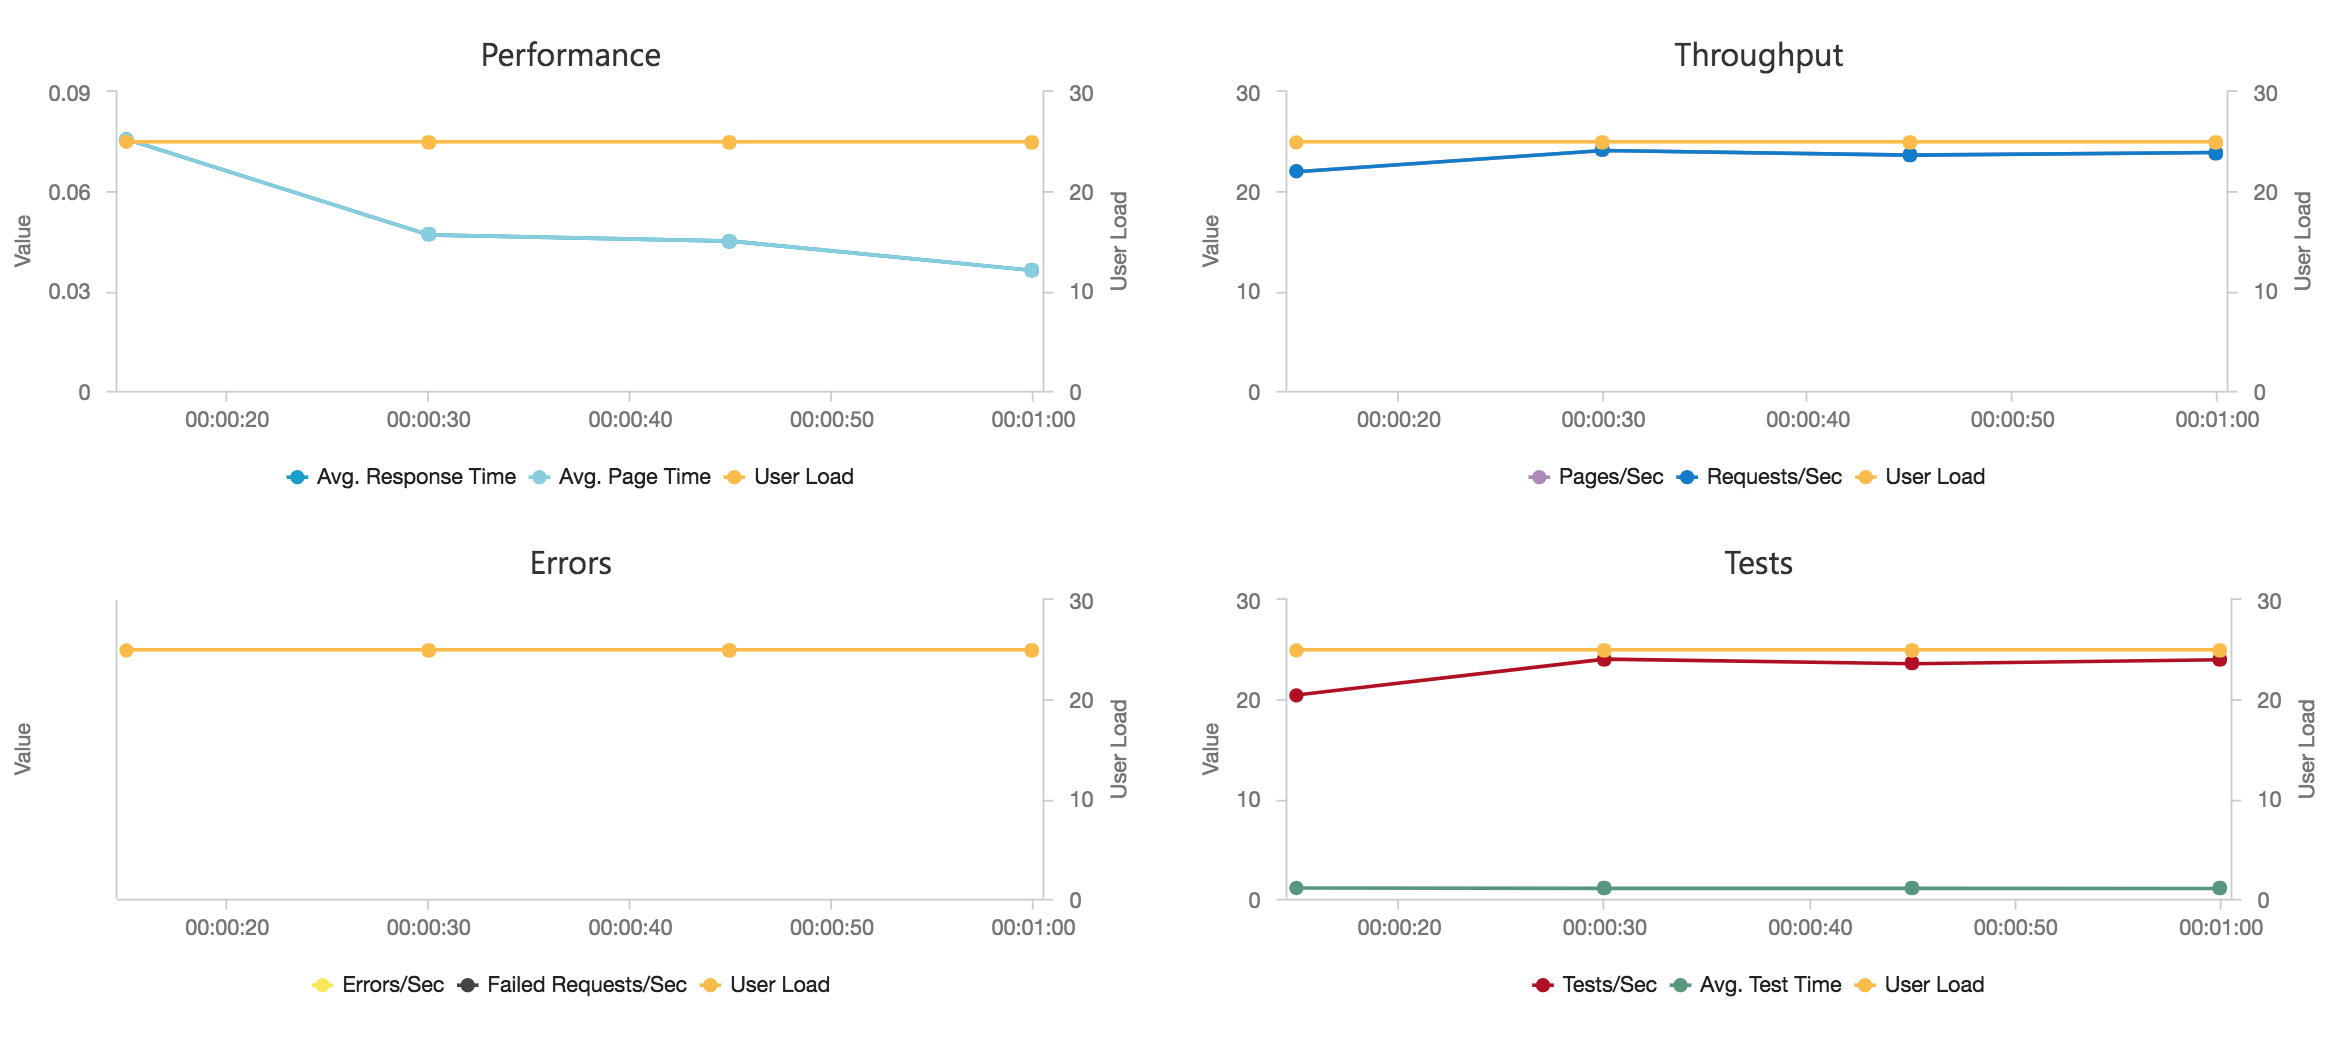 Performance
0.09
0.06
0.03
0
Value
30
20
10
0
User Load
00:00:20 00:00:30 00:00:40 00:00:50 00:01:00
Avg. Response Time Avg. Page Time User Load
Throughput
30
20
10
0
Value
30
20
10
0
User Load
00:00:20 00:00:30 00:00:40 00:00:50 00:01:00
Pages/Sec Requests/Sec User Load
Errors
Value
30
20
10
0
User Load
00:00:20 00:00:30 00:00:40 00:00:50 00:01:00
Errors/Sec Failed Requests/Sec User Load
Tests
30
20
10
0
Value
30
20
10
0
User Load
00:00:20 00:00:30 00:00:40 00:00:50 00:01:00
Tests/Sec Avg. Test Time User Load